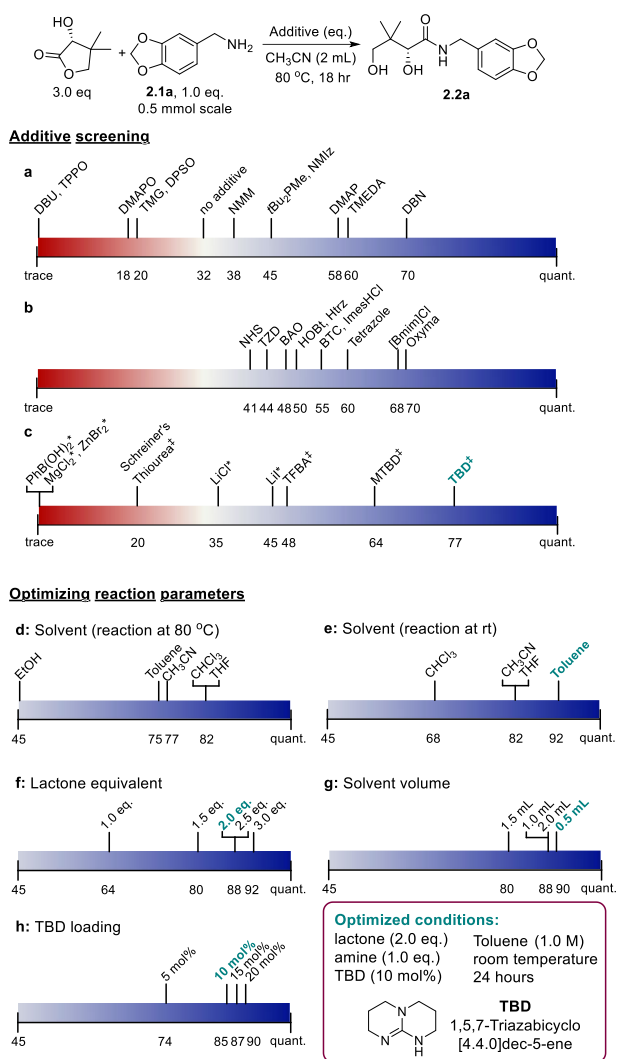 HO
O
O
3.0 eq
+
O
O
NH2
2.1a, 1.0 eq.
0.5 mmol scale
Additive (eq.)
CH3CN (2 mL)
80 oC, 18 hr
O
OH
OH
N
H
O
O
2.2a
Additive screening
a
DBU, TPPO
DMAPO
TMG, DPSO
no additive
NMM
tBu2PMe, NMIz
DMAP
TMEDA
DBN
trace
18
20
32
38
45
58
60
70
quant.
b
NHS
TZD
BAO
HOBt, Htrz
BTC, ImesHCl
Tetrazole
[Bmim]Cl
Oxyma
trace
41
44
48
50
55
60
68
70
quant.
c
PhB(OH)2*
MgCl2*, ZnBr2*
Schreiner's
Thiourea‡
LiCl*
LiI*
TFBA‡
MTBD‡
TBD‡
trace
20
35
45
48
64
77
quant.
Optimizing reaction parameters
d: Solvent (reaction at 80 oC)
EtOH
Toluene
CH3CN
CHCl3
THF
45
75
77
82
quant.
e: Solvent (reaction at rt)
CHCl3
CH3CN
THF
Toluene
45
68
82
92
quant.
f: Lactone equivalent
1.0 eq.
1.5 eq.
2.0 eq.
2.5 eq.
3.0 eq.
45
64
80
88
92
quant.
g: Solvent volume
1.5 mL
1.0 mL
2.0 mL
0.5 mL
45
80
88
90
quant.
h: TBD loading
5 mol%
10 mol%
15 mol%
20 mol%
45
74
85
87
90
quant.
Optimized conditions:
lactone (2.0 eq.)
amine (1.0 eq.)
TBD (10 mol%)
Toluene (1.0 M)
room temperature
24 hours
N
N
N
H
TBD
1,5,7-Triazabicyclo
[4.4.0]dec-5-ene